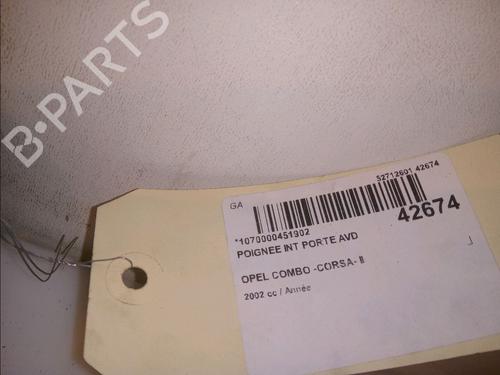 B-PARTS
GA
52712601 42674
42674
*1070000451902
POIGNEE INT PORTE AVD
OPEL COMBO -CORSA- II
2002 cc / Année